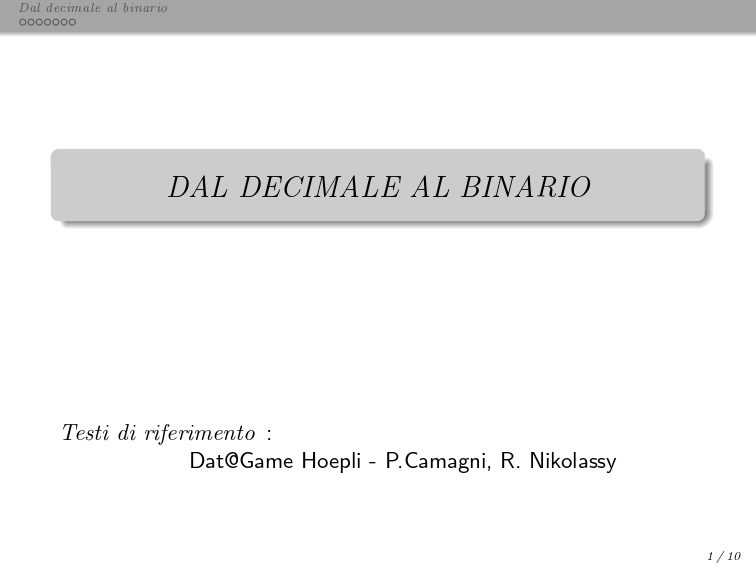 Dal decimale al binario
DAL DECIMALE AL BINARIO
Testi di riferimento :
Dat@Game Hoepli - P.Camagni, R. Nikolassy
1 / 10